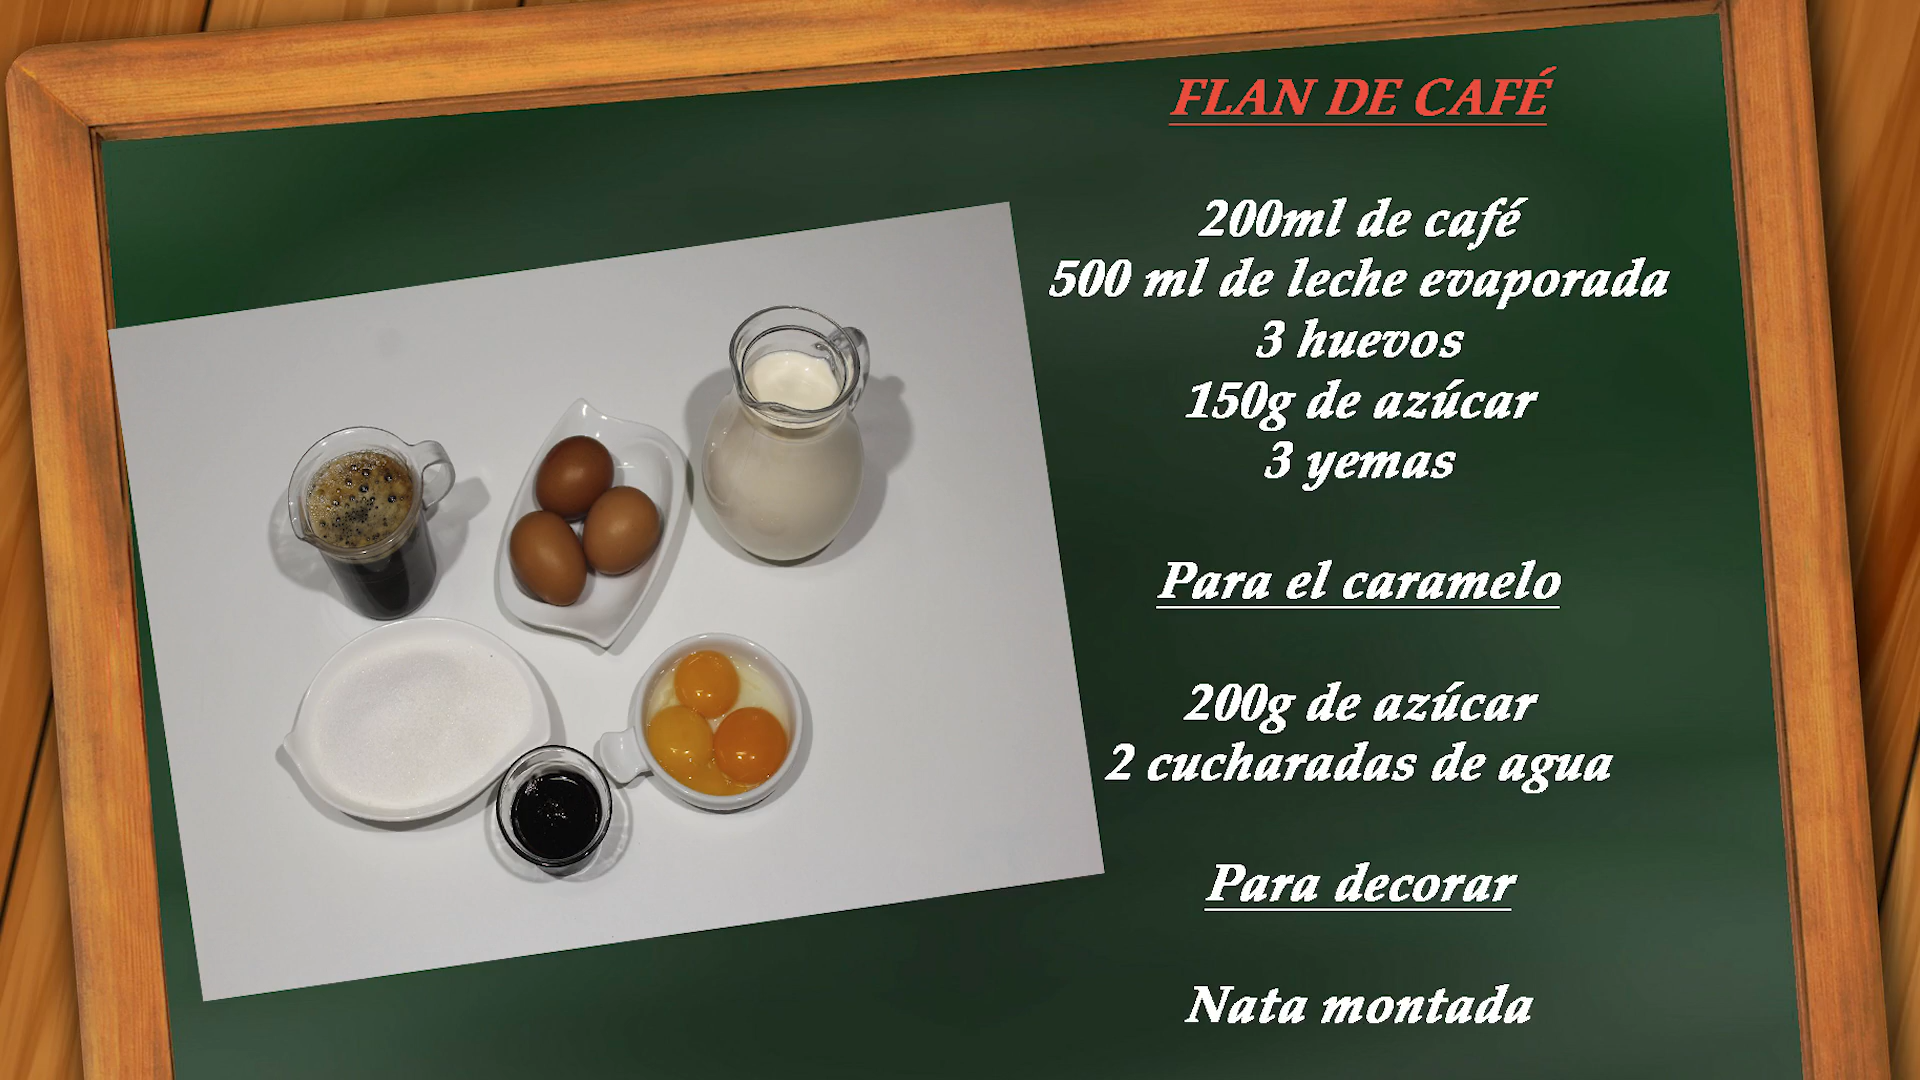 FLAN DE CAFÉ
200ml de café
500 ml de leche evaporada
3 huevos
150g de azúcar
3 yemas
Para el caramelo
200g de azúcar
2 cucharadas de agua
Para decorar
Nata montada